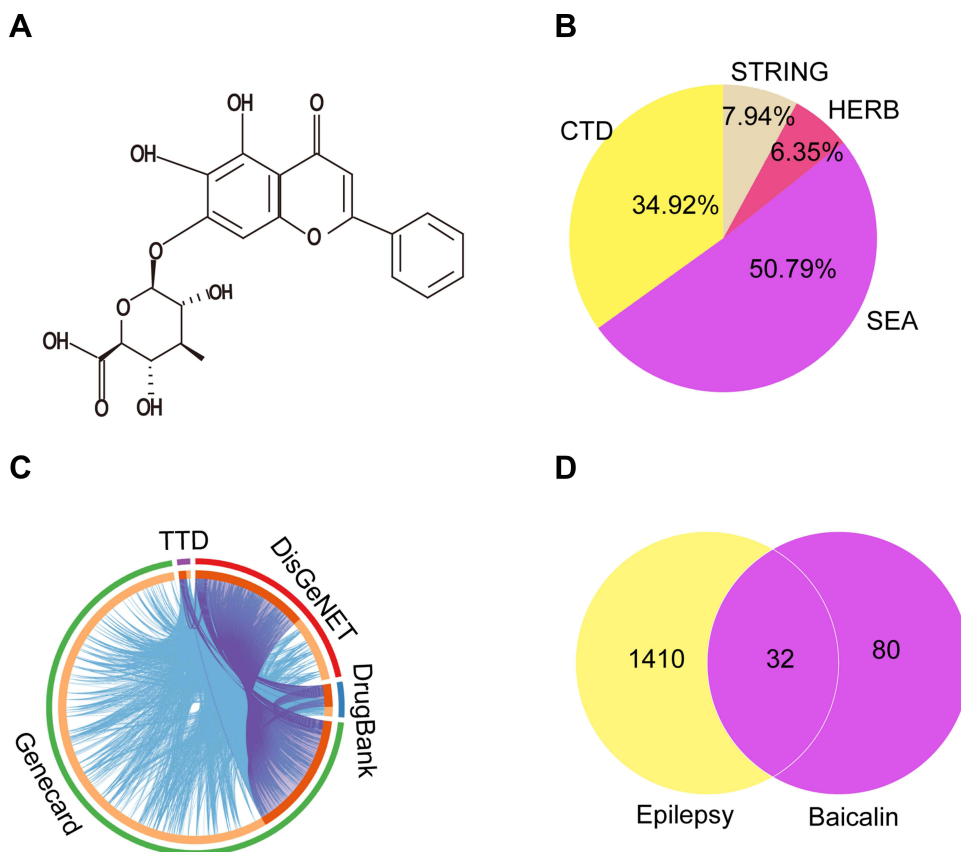 A
OH
O
OH
O
O
O
OH
OH
O
OH
B
STRING
HERB
CTD
7.94%
6.35%
34.92%
50.79%
SEA
C
TTD
DisGeNET
DrugBank
Genecard
D
1410
32
80
Epilepsy
Baicalin